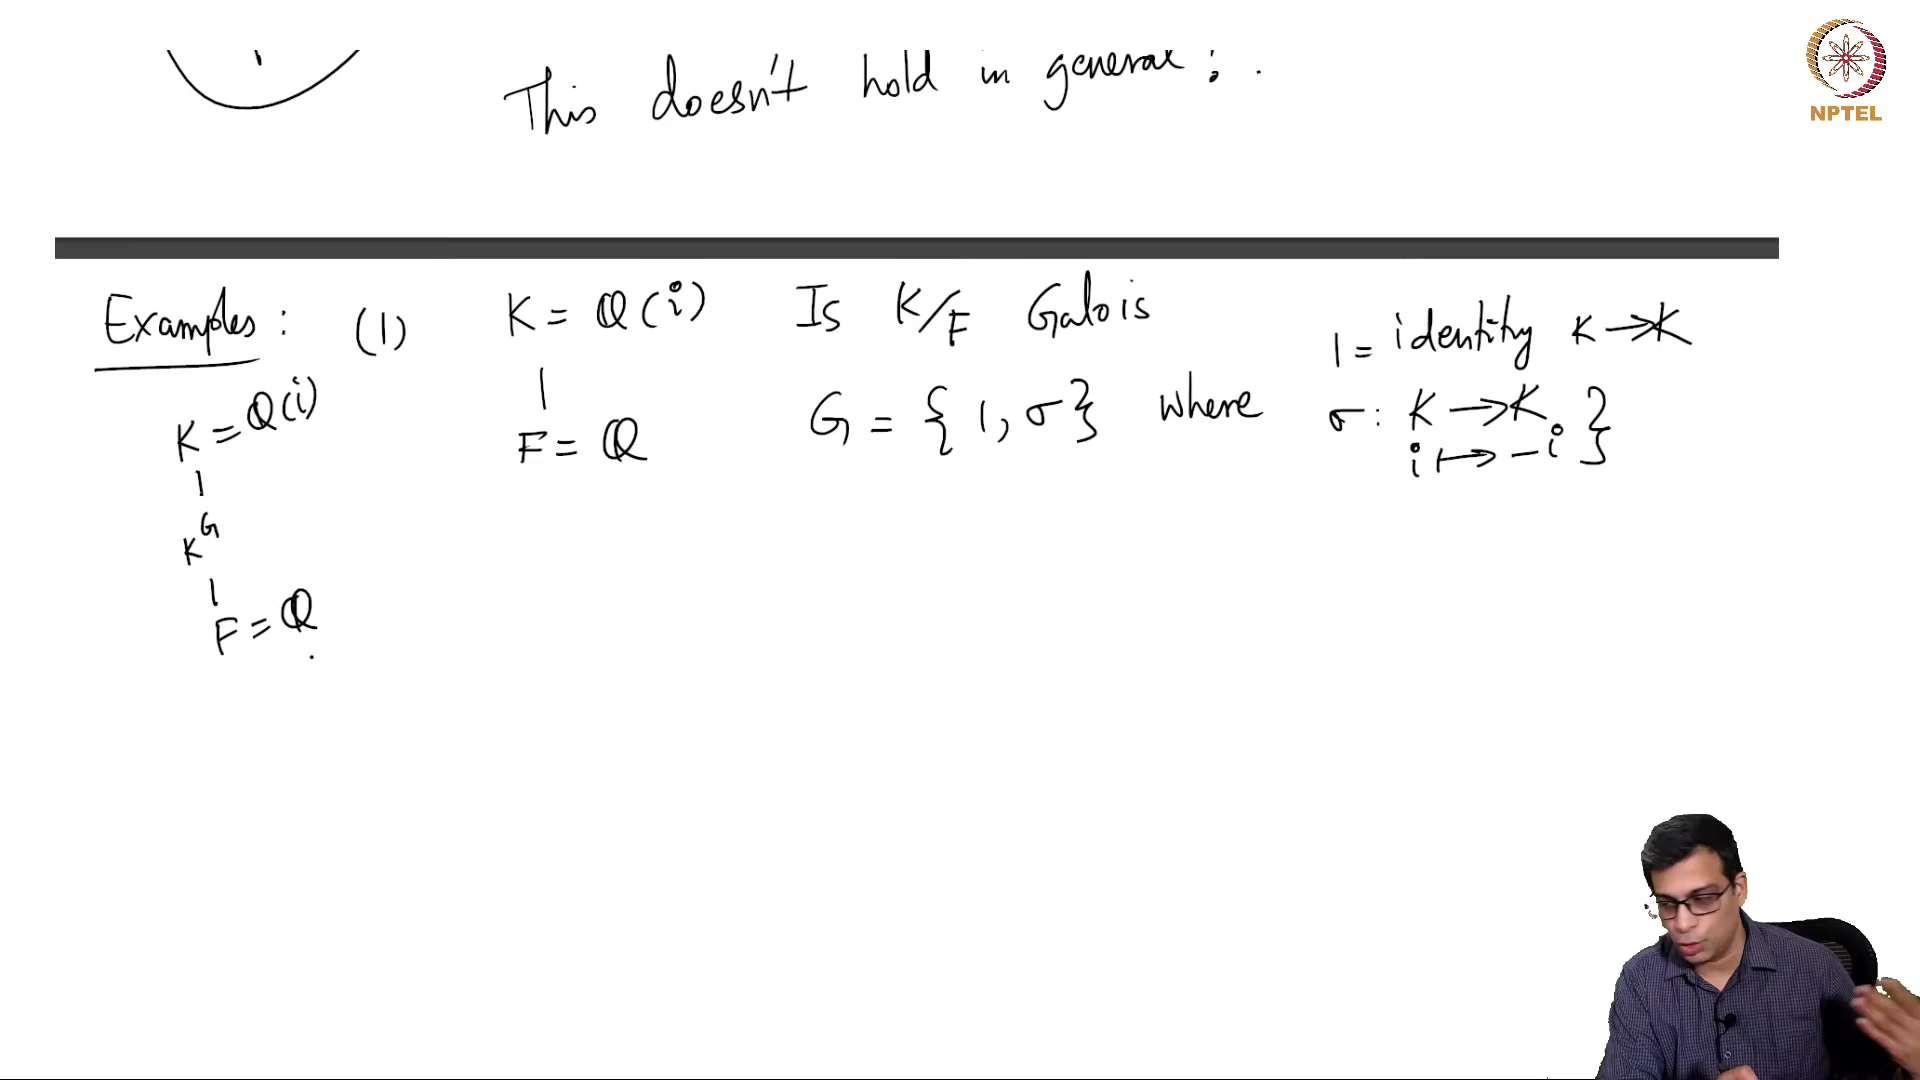 This doesn't hold in general: .
NPTEL
Examples: (1) K = ℚ(i) Is K/F Galois
|
F = ℚ
G = {1, σ} where
1 = identity K → K
σ: K → K
i ↦ -i }
K = ℚ(i)
|
K^G
|
F = ℚ